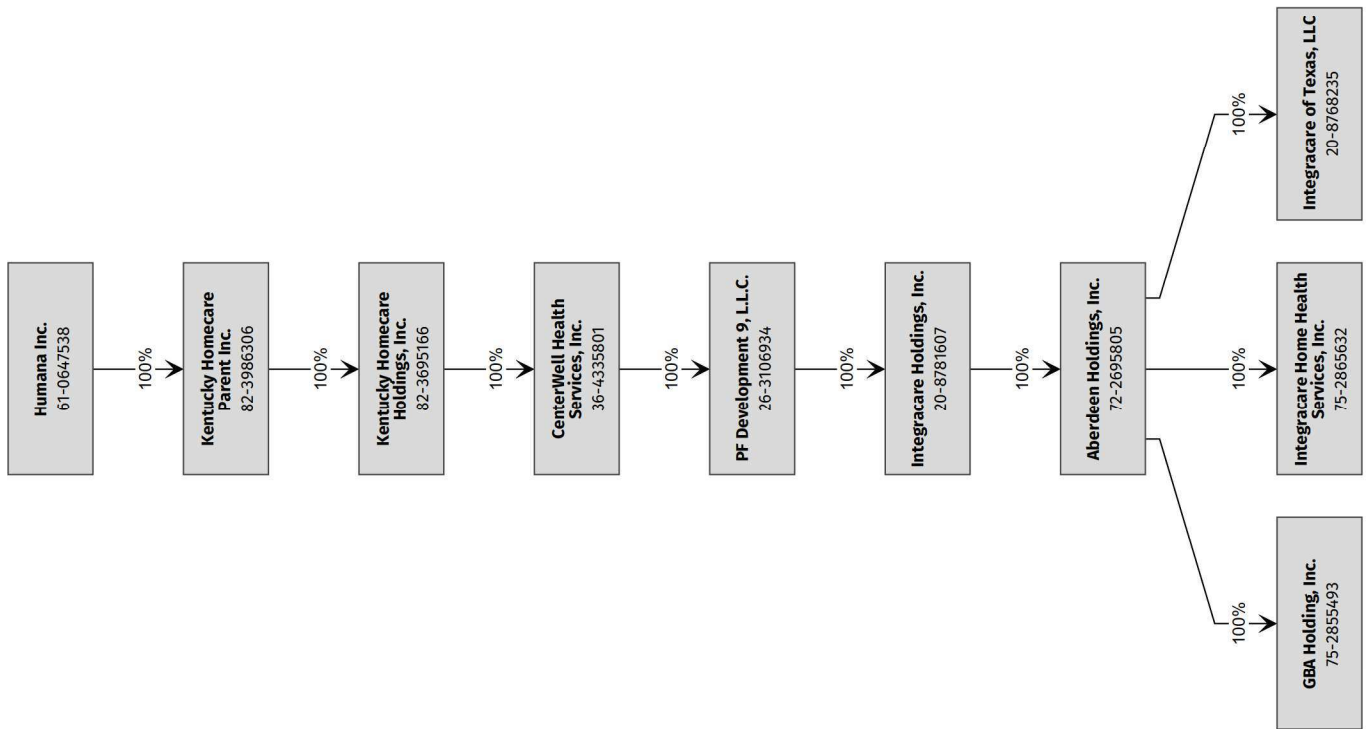 Humana Inc.
61-0647538
100%
Kentucky Homecare
Parent Inc.
82-3986306
100%
Kentucky Homecare
Holdings, Inc.
82-3695166
100%
CenterWell Health
Services, Inc.
36-4335801
100%
PF Development 9, L.L.C.
26-3106934
100%
Integracare Holdings, Inc.
20-8781607
100%
Aberdeen Holdings, Inc.
72-2695805
100%
100%
100%
GBA Holding, Inc.
75-2855493
Integracare Home Health
Services, Inc.
75-2865632
Integracare of Texas, LLC
20-8768235